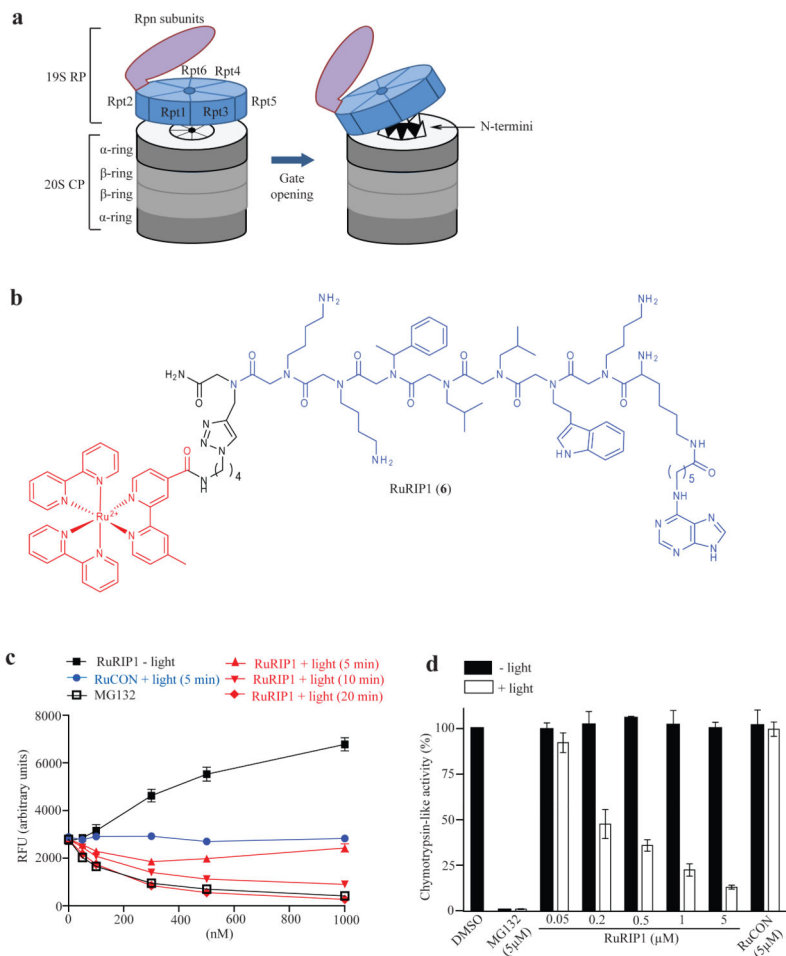 a
Rpn subunits
19S RP
Rpt6 Rpt4
Rpt2
Rpt1 Rpt3
Rpt5
N-termini
20S CP
α-ring
β-ring
β-ring
α-ring
Gate
opening
b
NH2
NH2
H2N
O
N
O
N
O
N
O
N
O
N
O
N
O
N
O
N
O
NH2
N
N
N
NH2
NH
HN
O
5
O
N
H
4
RuRIP1 (6)
NH
N
N
N
N
H
N
N
N
N
N
N
Ru2+
c
RuRIP1 - light
RuCON + light (5 min)
MG132
RuRIP1 + light (5 min)
RuRIP1 + light (10 min)
RuRIP1 + light (20 min)
RFU (arbitrary units)
8000
6000
4000
2000
0
0 200 400 600 800 1000
(nM)
d
- light
+ light
Chymotrypsin-like activity (%)
100
75
50
25
0
DMSO
MG132
(5μM)
0.05 0.2 0.5 1 5
RuRIP1 (μM)
RuCON
(5μM)